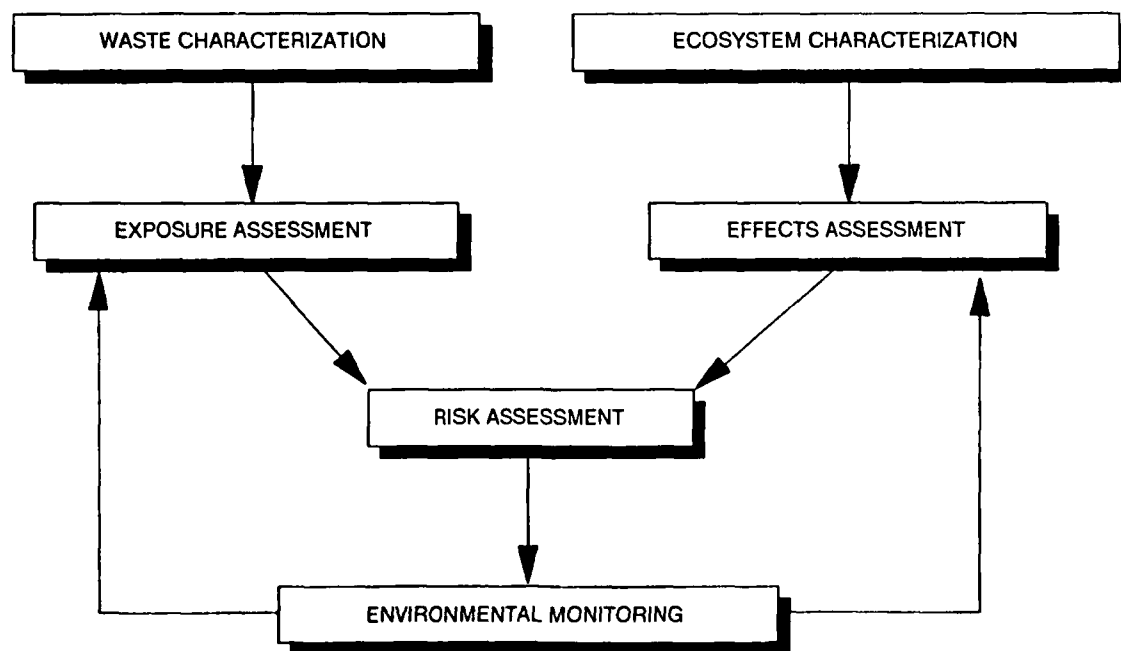 WASTE CHARACTERIZATION
ECOSYSTEM CHARACTERIZATION
EXPOSURE ASSESSMENT
EFFECTS ASSESSMENT
RISK ASSESSMENT
ENVIRONMENTAL MONITORING